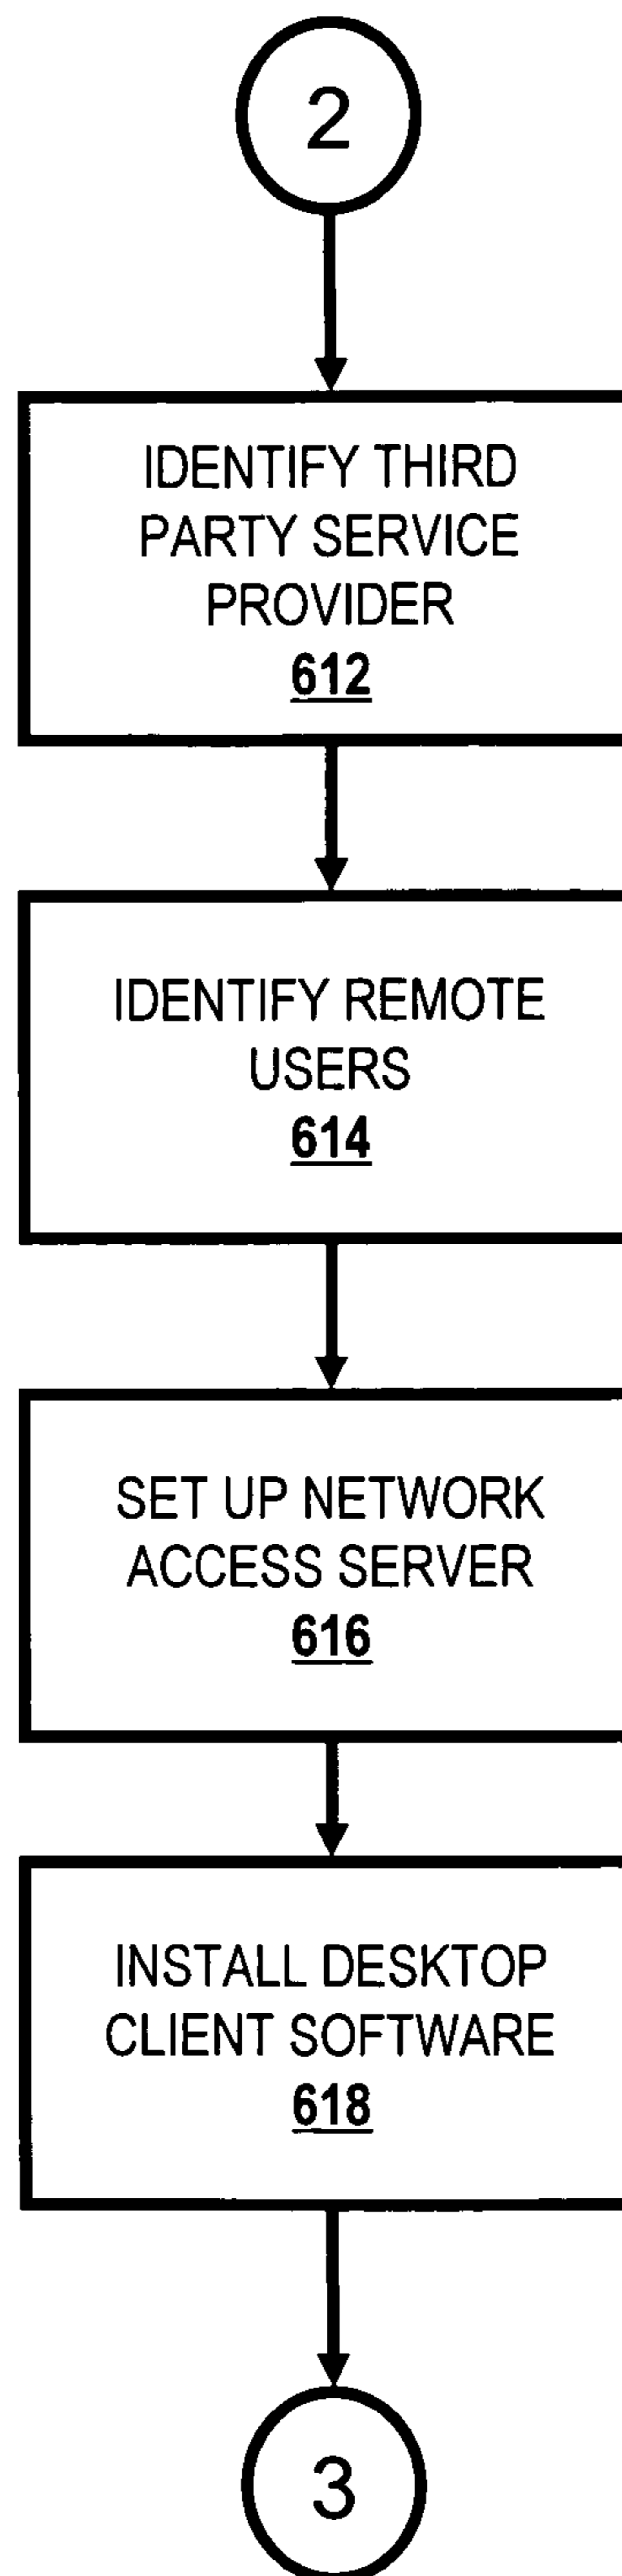 2
IDENTIFY THIRD
PARTY SERVICE
PROVIDER
612
IDENTIFY REMOTE
USERS
614
SET UP NETWORK
ACCESS SERVER
616
INSTALL DESKTOP
CLIENT SOFTWARE
618
3